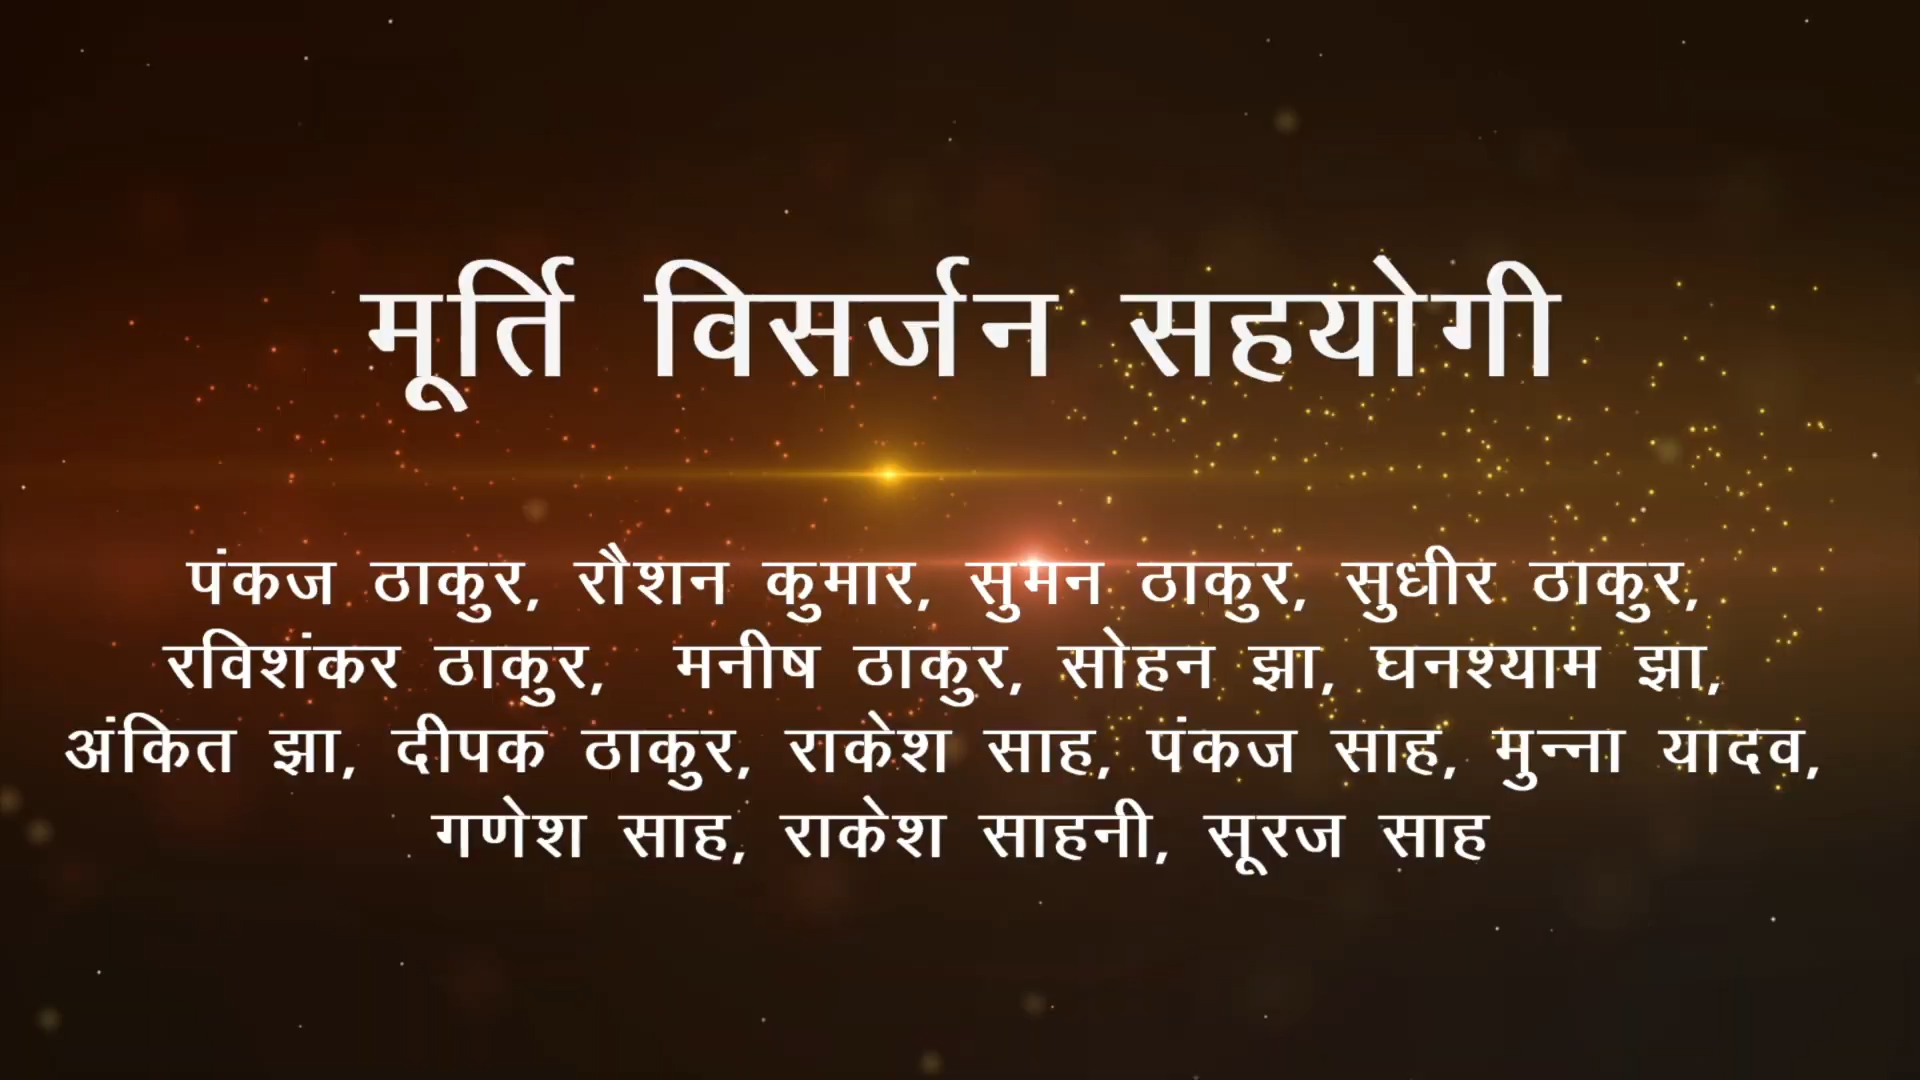 मूर्ति विसर्जन सहयोगी
पंकज ठाकुर, रौशन कुमार, सुमन ठाकुर, सुधीर ठाकुर,
रविशंकर ठाकुर, मनीष ठाकुर, सोहन झा, घनश्याम झा,
अंकित झा, दीपक ठाकुर, राकेश साह, पंकज साह, मुन्ना यादव,
गणेश साह, राकेश साहनी, सूरज साह